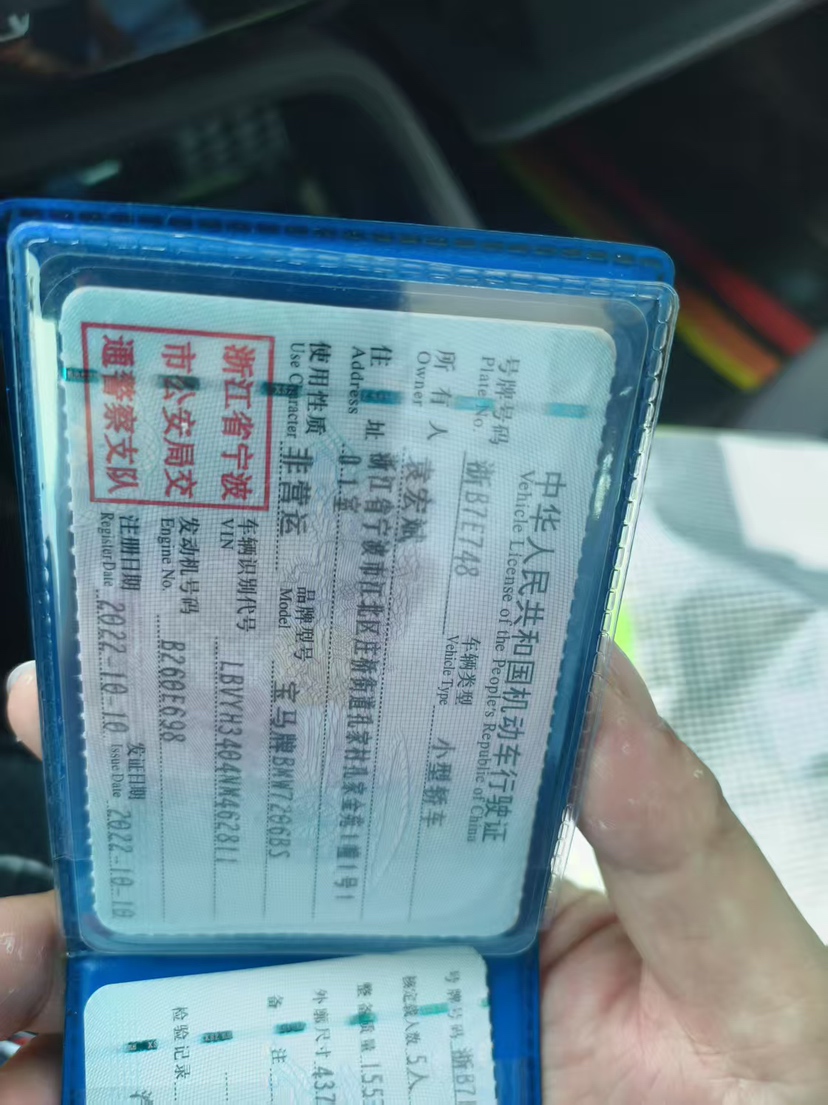 中华人民共和国机动车行驶证
Vehicle License of the People's Republic of China
号牌号码 浙B7E748 车辆类型 小型轿车
Plate No. Vehicle Type
所有人 袁宏斌
Owner
住址 浙江省宁波市江北区庄桥街道孔家村孔家金苑1幢1号1
Address 01室
使用性质 非营运 品牌型号 宝马牌BMW7206BS
Use Character Model
浙江省宁波
市公安局交
通警察支队
车辆识别代号 LBVYH3404NM462811
VIN
发动机号码 B260E698
Engine No.
注册日期 2022-10-10 发证日期 2022-10-10
Register Date Issue Date
号牌号码 浙B7
核定载人数 5人
整备质量 155
外廓尺寸 437
备注
检验记录